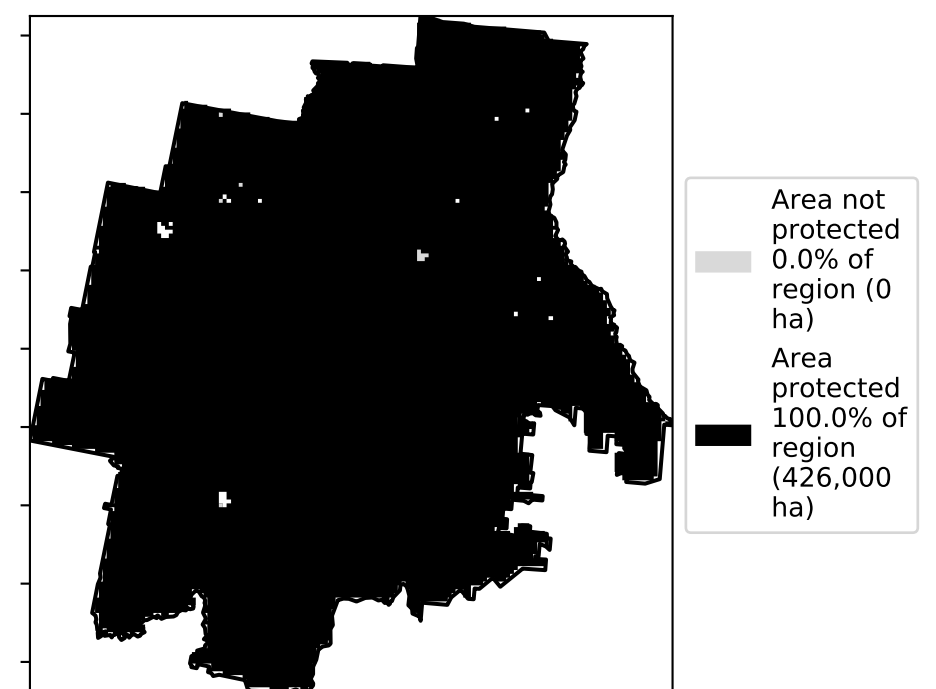 Area not
protected
0.0% of
region (0
ha)
Area
protected
100.0% of
region
(426,000
ha)